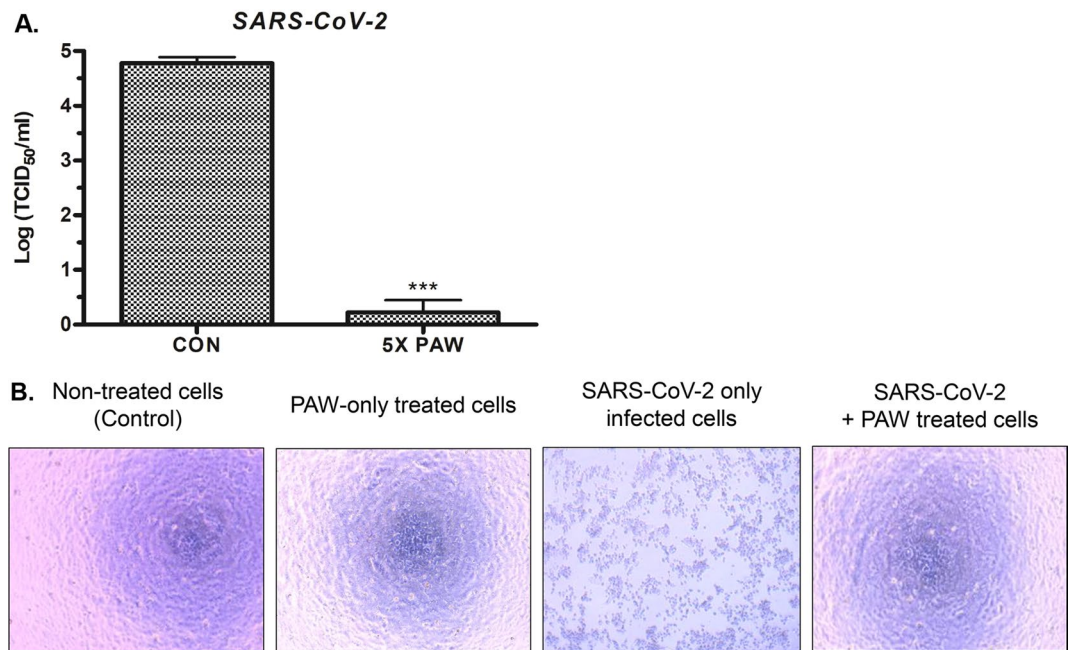 A.
SARS-CoV-2
Log (TCID₅₀/ml)
5
4
3
2
1
0
***
CON
5X PAW
B.
Non-treated cells
(Control)
PAW-only treated cells
SARS-CoV-2 only
infected cells
SARS-CoV-2
+ PAW treated cells